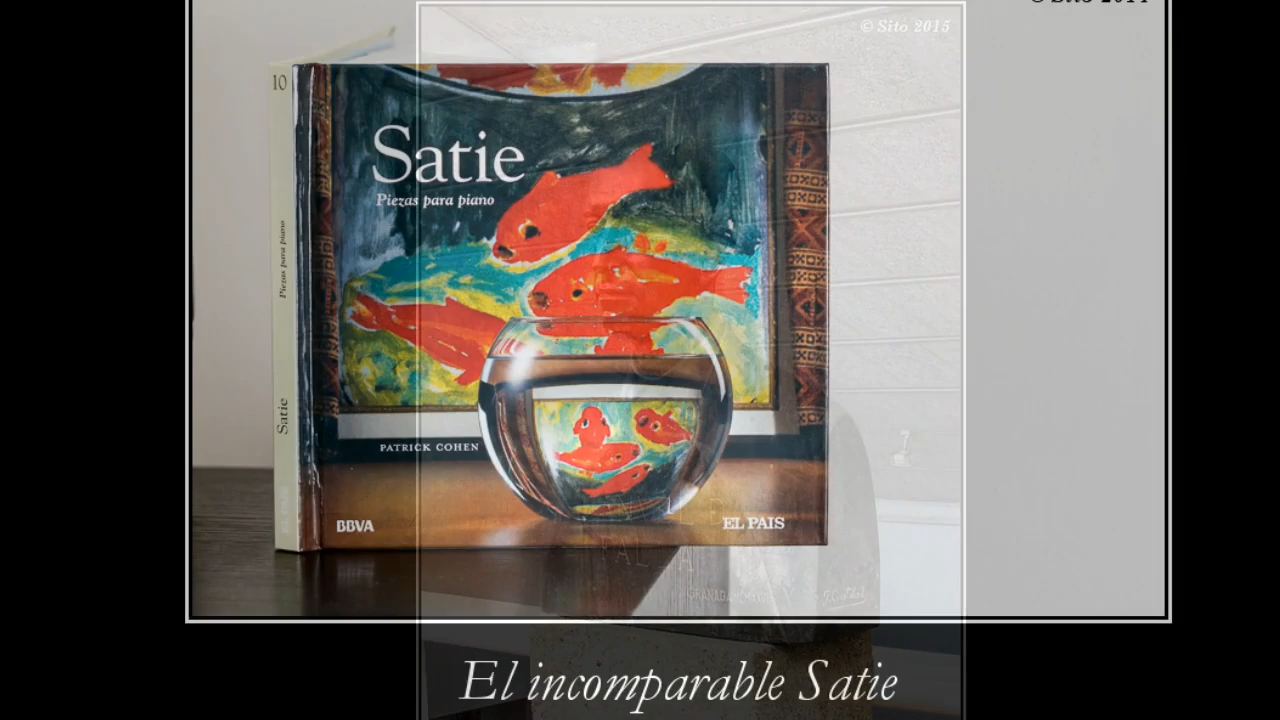 © Sito 2015
10
Satie
Piezas para piano
Piezas para piano
Satie
PATRICK COHEN
BBVA
EL PAIS
El incomparable Satie